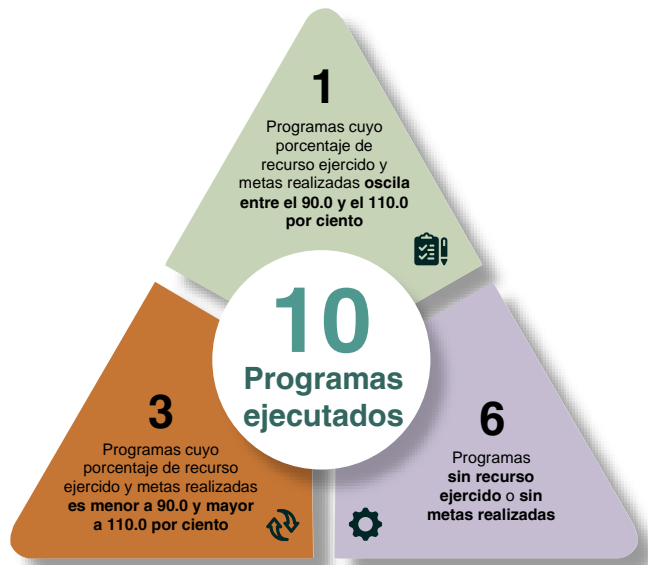 1
Programas cuyo
porcentaje de
recurso ejercido y
metas realizadas oscila
entre el 90.0 y el 110.0
por ciento
10
Programas
ejecutados
3
Programas cuyo
porcentaje de recurso
ejercido y metas realizadas
es menor a 90.0 y mayor
a 110.0 por ciento
6
Programas
sin recurso
ejercido o sin
metas realizadas